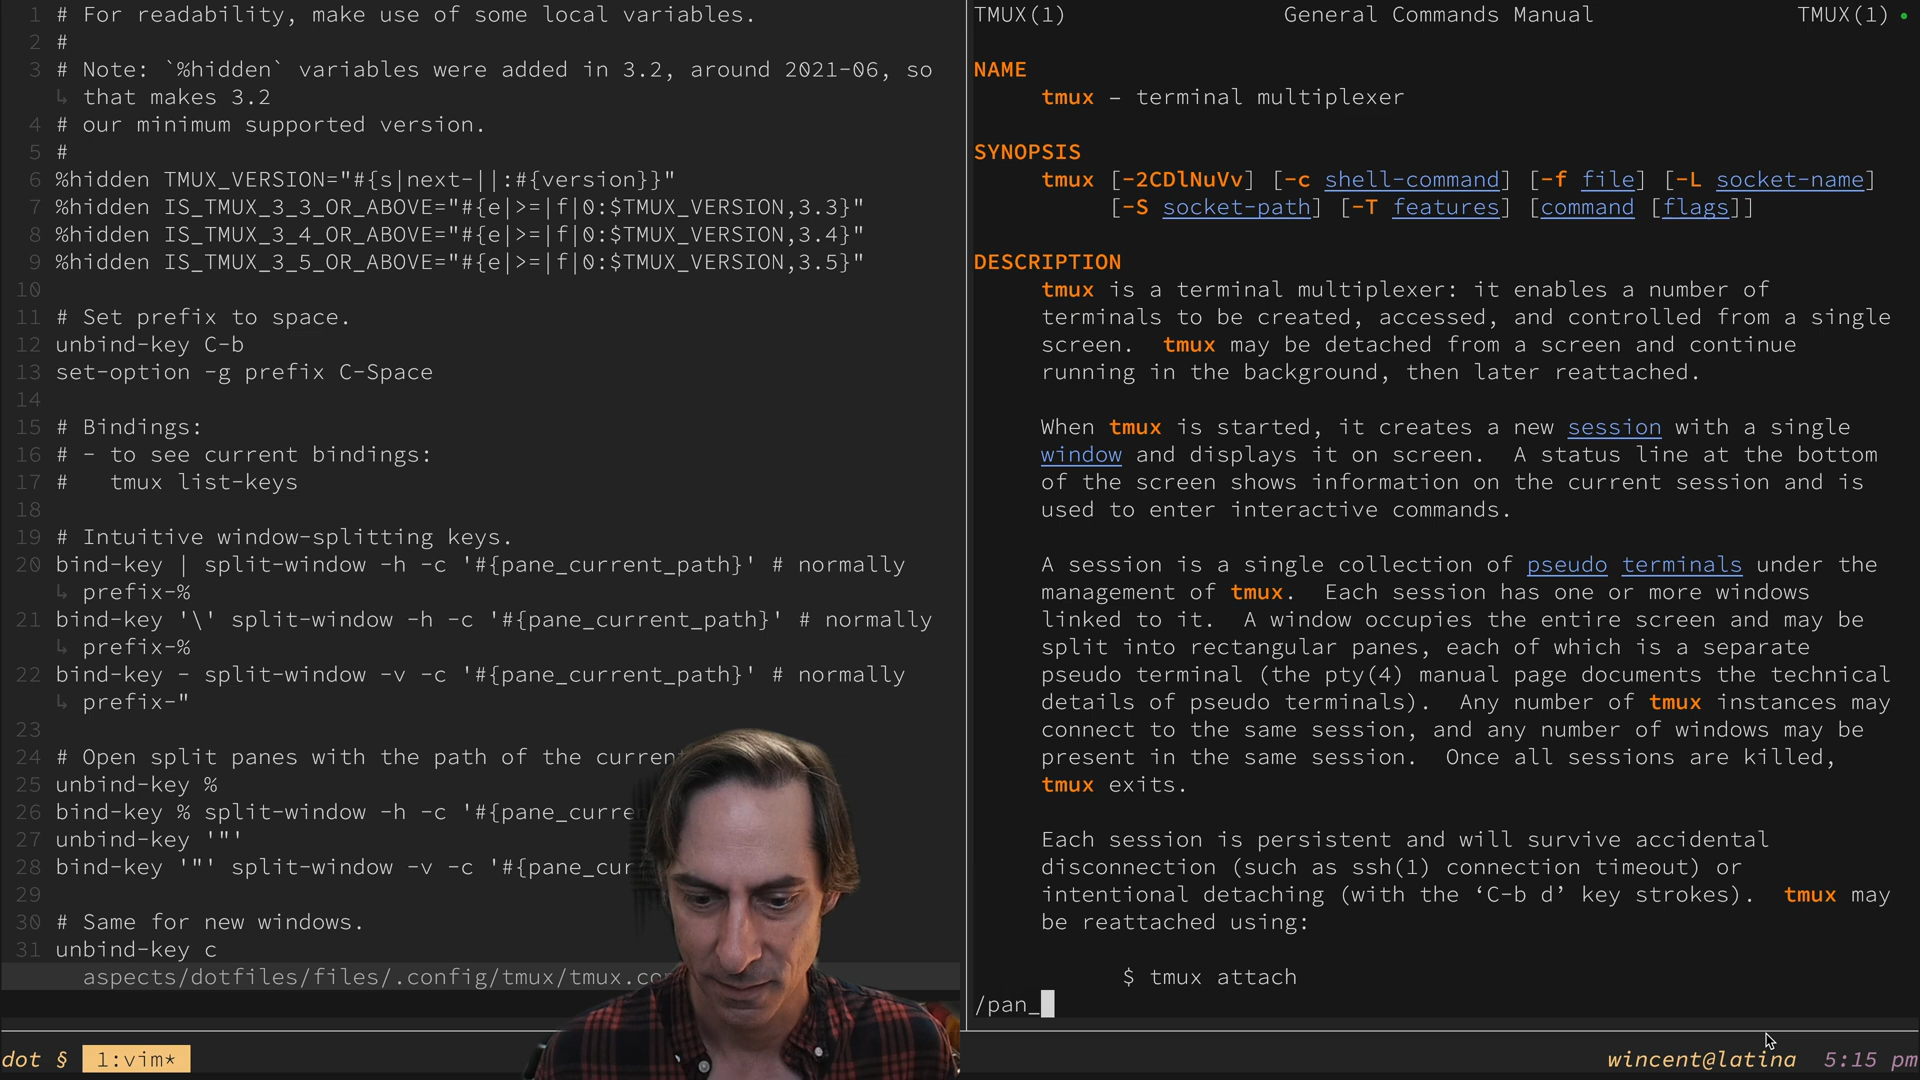 1 # For readability, make use of some local variables.
2 #
3 # Note: `%hidden` variables were added in 3.2, around 2021-06, so
↳ that makes 3.2
4 # our minimum supported version.
5 #
6 %hidden TMUX_VERSION="#{s|next-||:#{version}}"
7 %hidden IS_TMUX_3_3_OR_ABOVE="#{e|>=|f|0:$TMUX_VERSION,3.3}"
8 %hidden IS_TMUX_3_4_OR_ABOVE="#{e|>=|f|0:$TMUX_VERSION,3.4}"
9 %hidden IS_TMUX_3_5_OR_ABOVE="#{e|>=|f|0:$TMUX_VERSION,3.5}"
10
11 # Set prefix to space.
12 unbind-key C-b
13 set-option -g prefix C-Space
14
15 # Bindings:
16 # - to see current bindings:
17 #   tmux list-keys
18
19 # Intuitive window-splitting keys.
20 bind-key | split-window -h -c '#{pane_current_path}' # normally
↳ prefix-%
21 bind-key '\' split-window -h -c '#{pane_current_path}' # normally
↳ prefix-%
22 bind-key - split-window -v -c '#{pane_current_path}' # normally
↳ prefix-"
23
24 # Open split panes with the path of the current
25 unbind-key %
26 bind-key % split-window -h -c '#{pane_curre
27 unbind-key '"'
28 bind-key '"' split-window -v -c '#{pane_cur
29
30 # Same for new windows.
31 unbind-key c
aspects/dotfiles/files/.config/tmux/tmux.co
TMUX(1) General Commands Manual TMUX(1)
NAME
tmux – terminal multiplexer
SYNOPSIS
tmux [-2CDlNuVv] [-c shell-command] [-f file] [-L socket-name]
[-S socket-path] [-T features] [command [flags]]
DESCRIPTION
tmux is a terminal multiplexer: it enables a number of
terminals to be created, accessed, and controlled from a single
screen.  tmux may be detached from a screen and continue
running in the background, then later reattached.
When tmux is started, it creates a new session with a single
window and displays it on screen.  A status line at the bottom
of the screen shows information on the current session and is
used to enter interactive commands.
A session is a single collection of pseudo terminals under the
management of tmux.  Each session has one or more windows
linked to it.  A window occupies the entire screen and may be
split into rectangular panes, each of which is a separate
pseudo terminal (the pty(4) manual page documents the technical
details of pseudo terminals).  Any number of tmux instances may
connect to the same session, and any number of windows may be
present in the same session.  Once all sessions are killed,
tmux exits.
Each session is persistent and will survive accidental
disconnection (such as ssh(1) connection timeout) or
intentional detaching (with the ‘C-b d’ key strokes).  tmux may
be reattached using:
$ tmux attach
/pan_
dot § 1:vim*
wincent@latina 5:15 pm